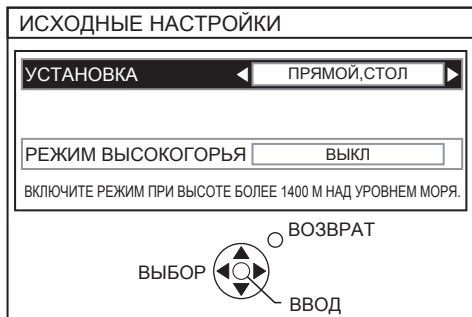 ИСХОДНЫЕ НАСТРОЙКИ
УСТАНОВКА ПРЯМОЙ,СТОЛ
РЕЖИМ ВЫСОКОГОРЬЯ ВЫКЛ
ВКЛЮЧИТЕ РЕЖИМ ПРИ ВЫСОТЕ БОЛЕЕ 1400 М НАД УРОВНЕМ МОРЯ.
ВОЗВРАТ
ВЫБОР
ВВОД